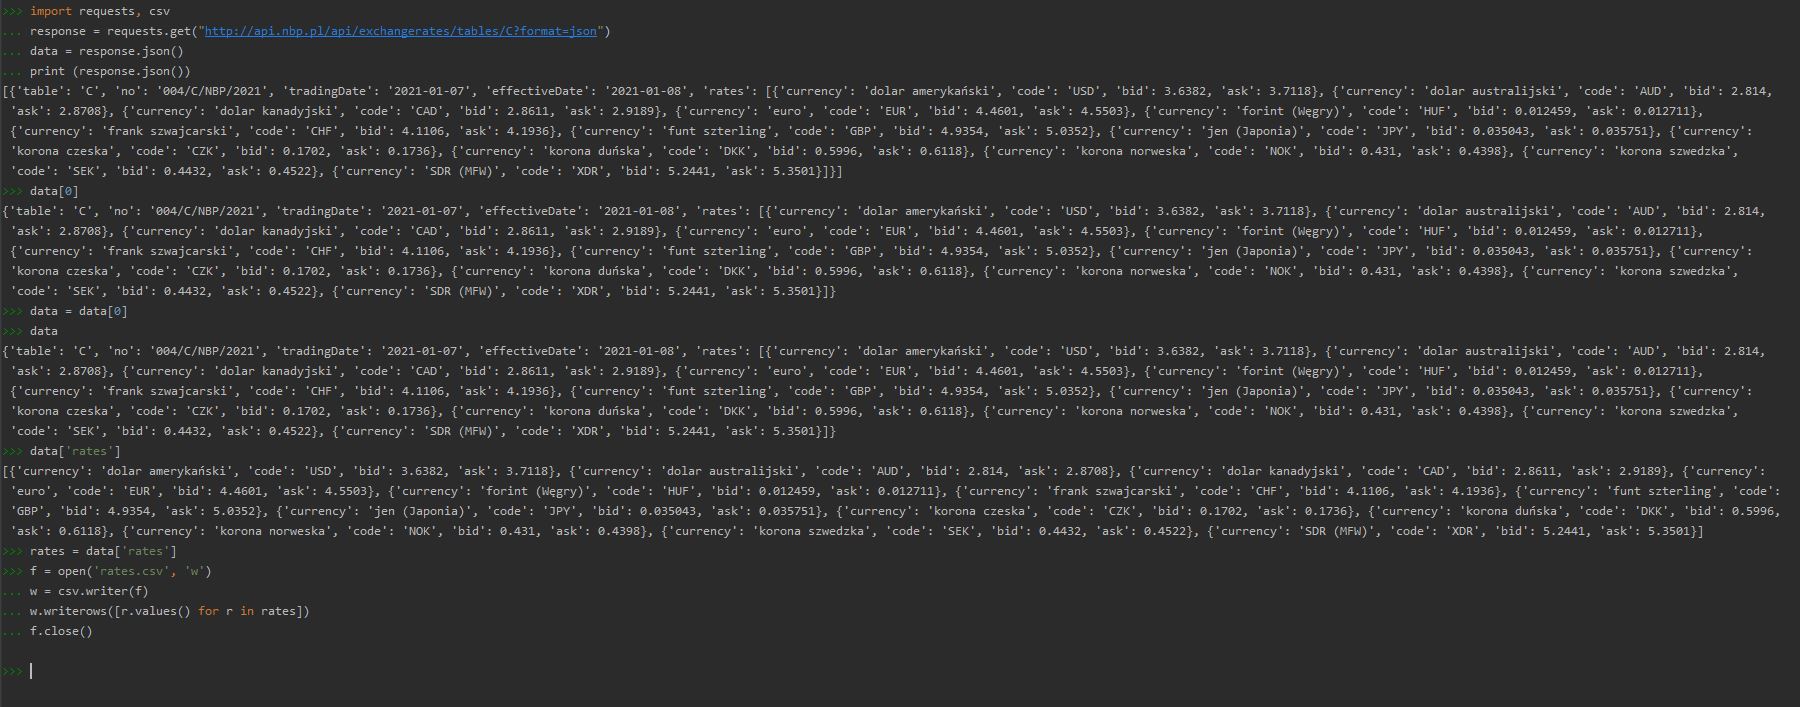 >>> import requests, csv
... response = requests.get("http://api.nbp.pl/api/exchangerates/tables/C?format=json")
... data = response.json()
... print (response.json())
[{'table': 'C', 'no': '004/C/NBP/2021', 'tradingDate': '2021-01-07', 'effectiveDate': '2021-01-08', 'rates': [{'currency': 'dolar amerykański', 'code': 'USD', 'bid': 3.6382, 'ask': 3.7118}, {'currency': 'dolar australijski', 'code': 'AUD', 'bid': 2.814,
'ask': 2.8708}, {'currency': 'dolar kanadyjski', 'code': 'CAD', 'bid': 2.8611, 'ask': 2.9189}, {'currency': 'euro', 'code': 'EUR', 'bid': 4.4601, 'ask': 4.5503}, {'currency': 'forint (Węgry)', 'code': 'HUF', 'bid': 0.012459, 'ask': 0.012711},
{'currency': 'frank szwajcarski', 'code': 'CHF', 'bid': 4.1106, 'ask': 4.1936}, {'currency': 'funt szterling', 'code': 'GBP', 'bid': 4.9354, 'ask': 5.0352}, {'currency': 'jen (Japonia)', 'code': 'JPY', 'bid': 0.035043, 'ask': 0.035751}, {'currency':
'korona czeska', 'code': 'CZK', 'bid': 0.1702, 'ask': 0.1736}, {'currency': 'korona duńska', 'code': 'DKK', 'bid': 0.5996, 'ask': 0.6118}, {'currency': 'korona norweska', 'code': 'NOK', 'bid': 0.431, 'ask': 0.4398}, {'currency': 'korona szwedzka',
'code': 'SEK', 'bid': 0.4432, 'ask': 0.4522}, {'currency': 'SDR (MFW)', 'code': 'XDR', 'bid': 5.2441, 'ask': 5.3501}]}]
>>> data[0]
{'table': 'C', 'no': '004/C/NBP/2021', 'tradingDate': '2021-01-07', 'effectiveDate': '2021-01-08', 'rates': [{'currency': 'dolar amerykański', 'code': 'USD', 'bid': 3.6382, 'ask': 3.7118}, {'currency': 'dolar australijski', 'code': 'AUD', 'bid': 2.814,
'ask': 2.8708}, {'currency': 'dolar kanadyjski', 'code': 'CAD', 'bid': 2.8611, 'ask': 2.9189}, {'currency': 'euro', 'code': 'EUR', 'bid': 4.4601, 'ask': 4.5503}, {'currency': 'forint (Węgry)', 'code': 'HUF', 'bid': 0.012459, 'ask': 0.012711},
{'currency': 'frank szwajcarski', 'code': 'CHF', 'bid': 4.1106, 'ask': 4.1936}, {'currency': 'funt szterling', 'code': 'GBP', 'bid': 4.9354, 'ask': 5.0352}, {'currency': 'jen (Japonia)', 'code': 'JPY', 'bid': 0.035043, 'ask': 0.035751}, {'currency':
'korona czeska', 'code': 'CZK', 'bid': 0.1702, 'ask': 0.1736}, {'currency': 'korona duńska', 'code': 'DKK', 'bid': 0.5996, 'ask': 0.6118}, {'currency': 'korona norweska', 'code': 'NOK', 'bid': 0.431, 'ask': 0.4398}, {'currency': 'korona szwedzka',
'code': 'SEK', 'bid': 0.4432, 'ask': 0.4522}, {'currency': 'SDR (MFW)', 'code': 'XDR', 'bid': 5.2441, 'ask': 5.3501}]}
>>> data = data[0]
>>> data
{'table': 'C', 'no': '004/C/NBP/2021', 'tradingDate': '2021-01-07', 'effectiveDate': '2021-01-08', 'rates': [{'currency': 'dolar amerykański', 'code': 'USD', 'bid': 3.6382, 'ask': 3.7118}, {'currency': 'dolar australijski', 'code': 'AUD', 'bid': 2.814,
'ask': 2.8708}, {'currency': 'dolar kanadyjski', 'code': 'CAD', 'bid': 2.8611, 'ask': 2.9189}, {'currency': 'euro', 'code': 'EUR', 'bid': 4.4601, 'ask': 4.5503}, {'currency': 'forint (Węgry)', 'code': 'HUF', 'bid': 0.012459, 'ask': 0.012711},
{'currency': 'frank szwajcarski', 'code': 'CHF', 'bid': 4.1106, 'ask': 4.1936}, {'currency': 'funt szterling', 'code': 'GBP', 'bid': 4.9354, 'ask': 5.0352}, {'currency': 'jen (Japonia)', 'code': 'JPY', 'bid': 0.035043, 'ask': 0.035751}, {'currency':
'korona czeska', 'code': 'CZK', 'bid': 0.1702, 'ask': 0.1736}, {'currency': 'korona duńska', 'code': 'DKK', 'bid': 0.5996, 'ask': 0.6118}, {'currency': 'korona norweska', 'code': 'NOK', 'bid': 0.431, 'ask': 0.4398}, {'currency': 'korona szwedzka',
'code': 'SEK', 'bid': 0.4432, 'ask': 0.4522}, {'currency': 'SDR (MFW)', 'code': 'XDR', 'bid': 5.2441, 'ask': 5.3501}]}
>>> data['rates']
[{'currency': 'dolar amerykański', 'code': 'USD', 'bid': 3.6382, 'ask': 3.7118}, {'currency': 'dolar australijski', 'code': 'AUD', 'bid': 2.814, 'ask': 2.8708}, {'currency': 'dolar kanadyjski', 'code': 'CAD', 'bid': 2.8611, 'ask': 2.9189}, {'currency':
'euro', 'code': 'EUR', 'bid': 4.4601, 'ask': 4.5503}, {'currency': 'forint (Węgry)', 'code': 'HUF', 'bid': 0.012459, 'ask': 0.012711}, {'currency': 'frank szwajcarski', 'code': 'CHF', 'bid': 4.1106, 'ask': 4.1936}, {'currency': 'funt szterling', 'code':
'GBP', 'bid': 4.9354, 'ask': 5.0352}, {'currency': 'jen (Japonia)', 'code': 'JPY', 'bid': 0.035043, 'ask': 0.035751}, {'currency': 'korona czeska', 'code': 'CZK', 'bid': 0.1702, 'ask': 0.1736}, {'currency': 'korona duńska', 'code': 'DKK', 'bid': 0.5996,
'ask': 0.6118}, {'currency': 'korona norweska', 'code': 'NOK', 'bid': 0.431, 'ask': 0.4398}, {'currency': 'korona szwedzka', 'code': 'SEK', 'bid': 0.4432, 'ask': 0.4522}, {'currency': 'SDR (MFW)', 'code': 'XDR', 'bid': 5.2441, 'ask': 5.3501}]
>>> rates = data['rates']
>>> f = open('rates.csv', 'w')
... w = csv.writer(f)
... w.writerows([r.values() for r in rates])
... f.close()
>>>